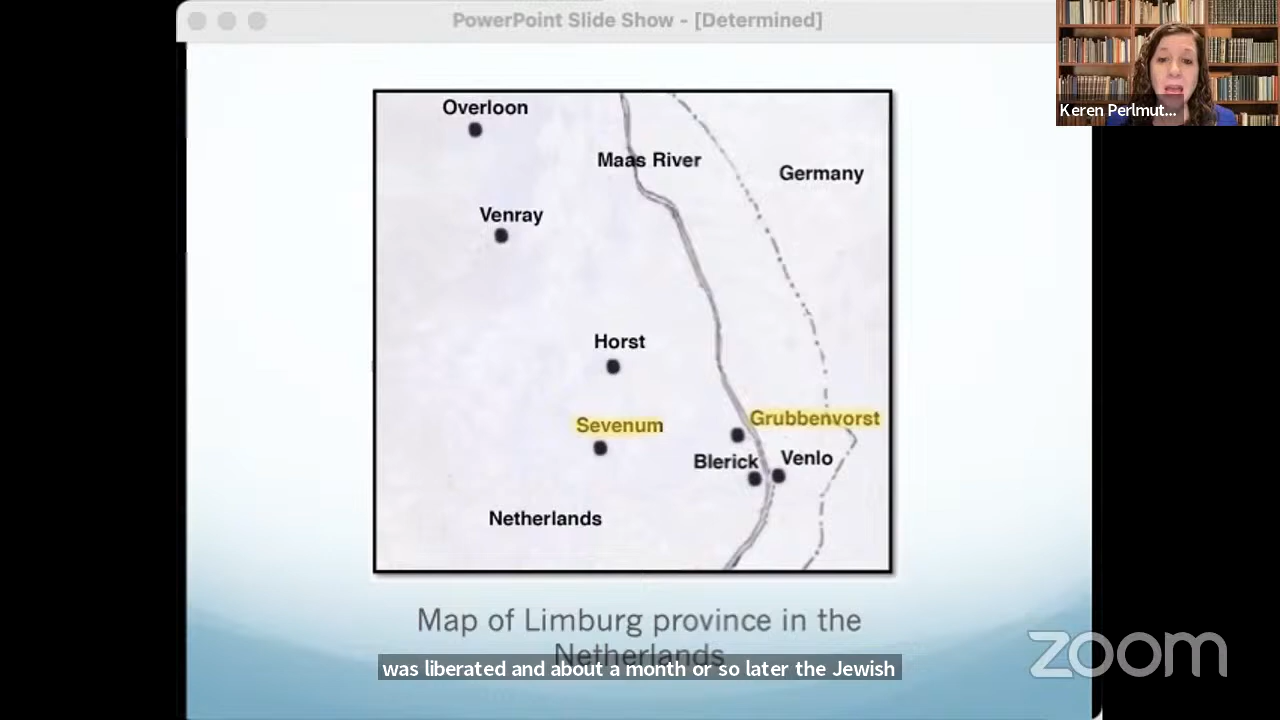 PowerPoint Slide Show - [Determined]
Keren Perlmut...
Overloon
Maas River
Germany
Venray
Horst
Grubbenvorst
Sevenum
Blerick
Venlo
Netherlands
Map of Limburg province in the
Netherlands
was liberated and about a month or so later the Jewish
zoom